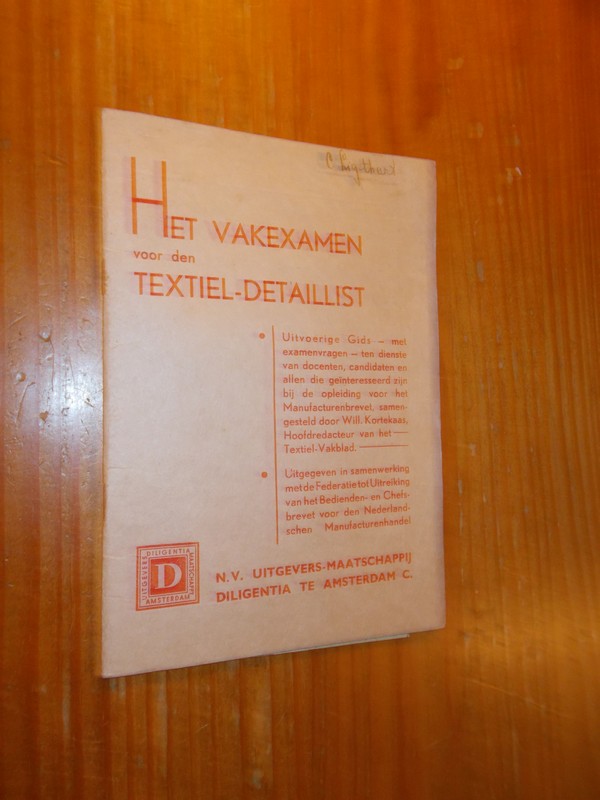 HET VAKEXAMEN
voor den
TEXTIEL-DETAILLIST
• Uitvoerige Gids — met
examenvragen — ten dienste
van docenten, candidaten en
allen die geïnteresseerd zijn
bij de opleiding voor het
Manufacturenbrevet, samen-
gesteld door Will. Kortekaas,
Hoofdredacteur van het —
Textiel-Vakblad. —
• Uitgegeven in samenwerking
met de Federatie tot Uitreiking
van het Bedienden- en Chefs-
brevet voor den Nederland-
schen Manufacturenhandel
DILIGENTIA
UITGEVERS
MAATSCHAPPIJ
D
AMSTERDAM
N.V. UITGEVERS-MAATSCHAPPIJ
DILIGENTIA TE AMSTERDAM C.